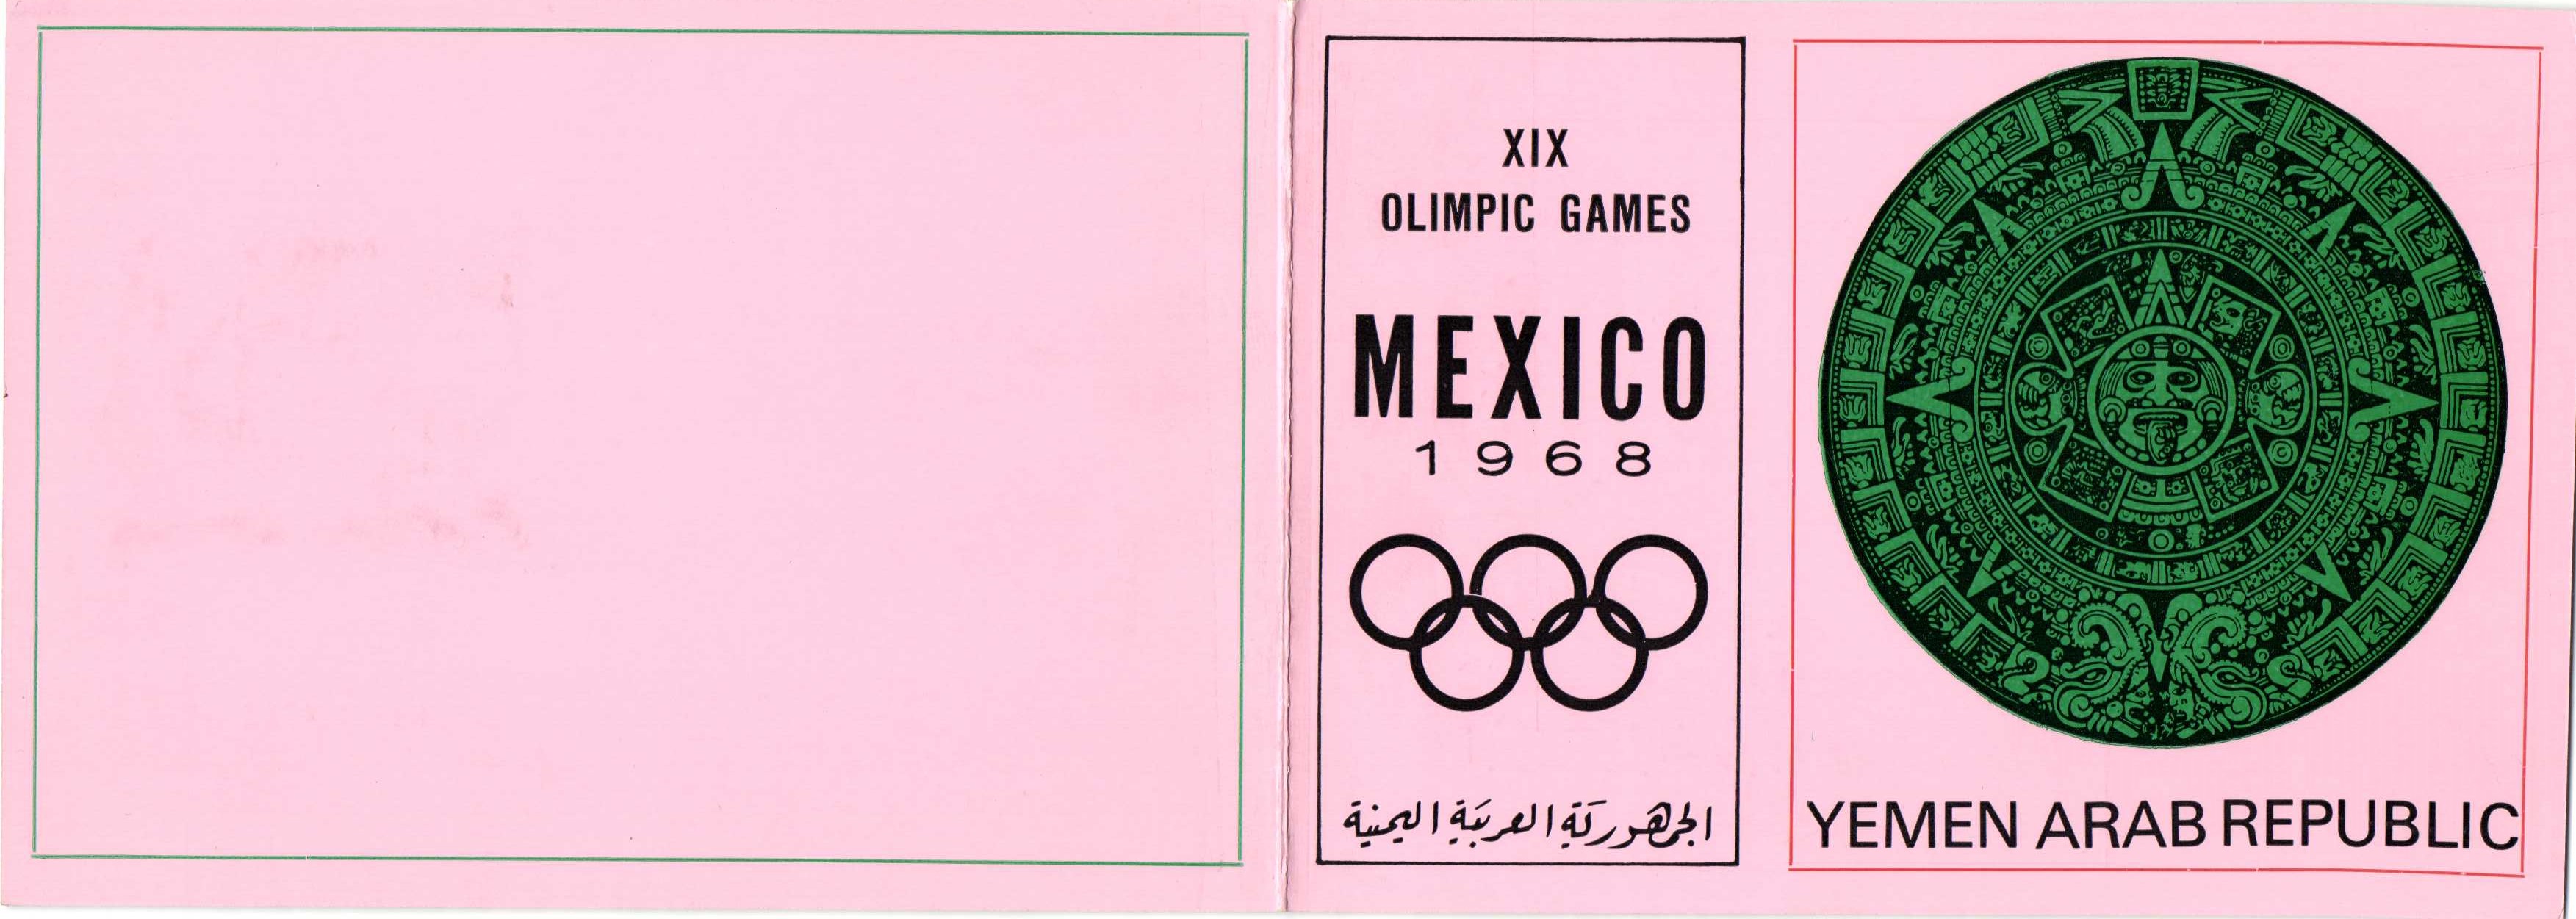 XIX
OLIMPIC GAMES
MEXICO
1968
الجمهورية العربية اليمنية
YEMEN ARAB REPUBLIC